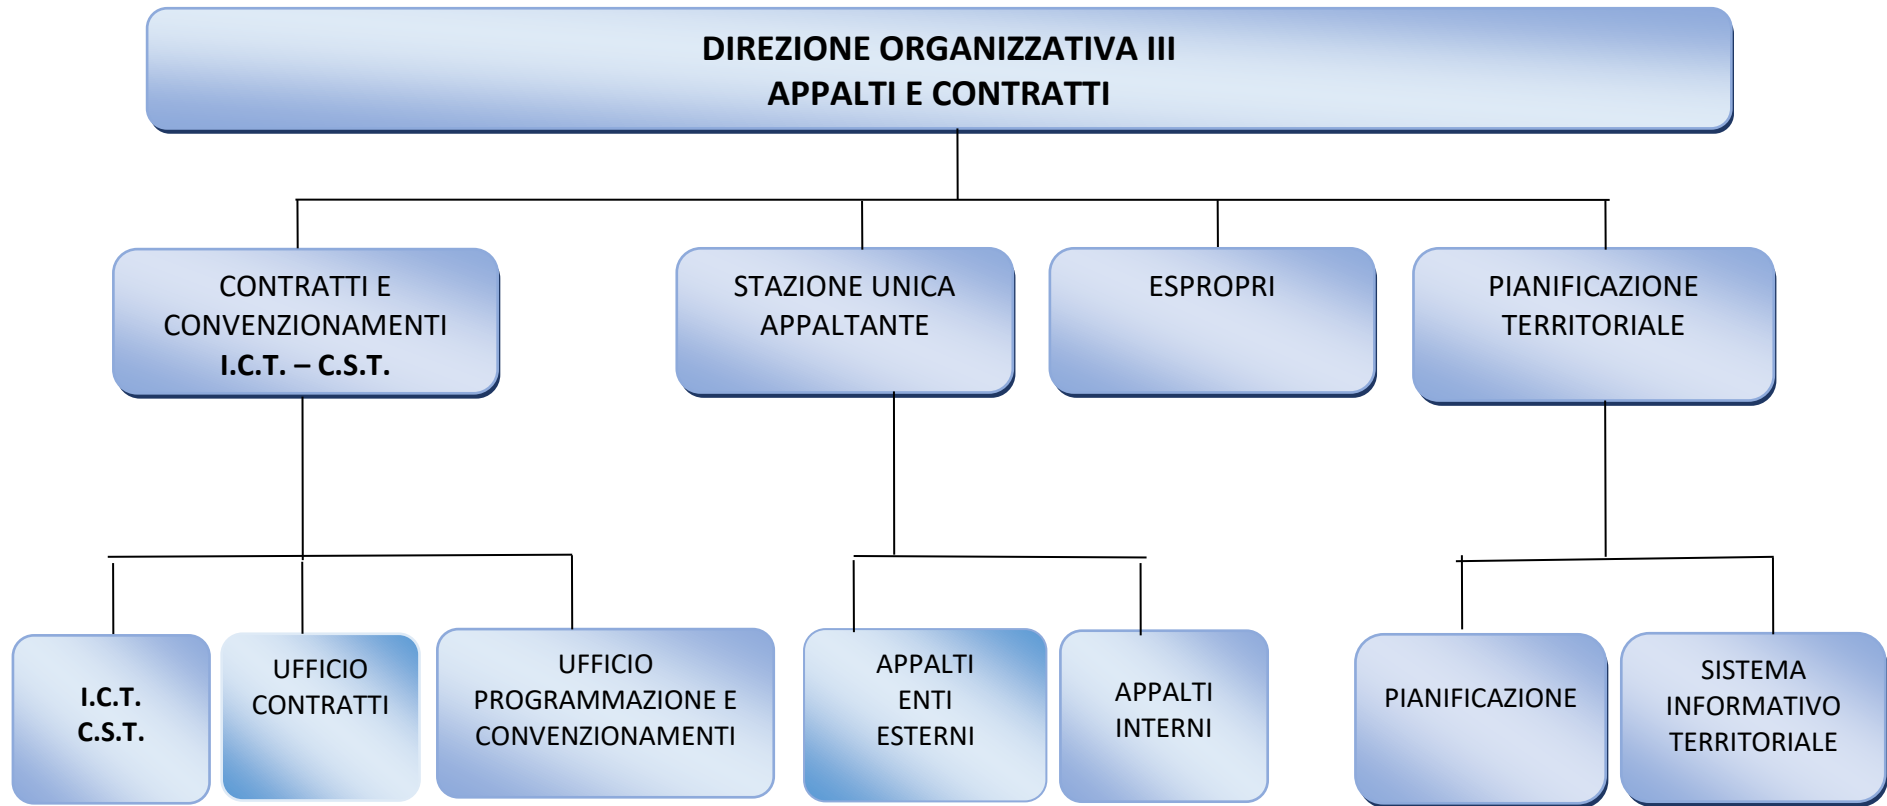 DIREZIONE ORGANIZZATIVA III
APPALTI E CONTRATTI
CONTRATTI E
CONVENZIONAMENTI
I.C.T. – C.S.T.
STAZIONE UNICA
APPALTANTE
ESPROPRI
PIANIFICAZIONE
TERRITORIALE
I.C.T.
C.S.T.
UFFICIO
CONTRATTI
UFFICIO
PROGRAMMAZIONE E
CONVENZIONAMENTI
APPALTI
ENTI
ESTERNI
APPALTI
INTERNI
PIANIFICAZIONE
SISTEMA
INFORMATIVO
TERRITORIALE